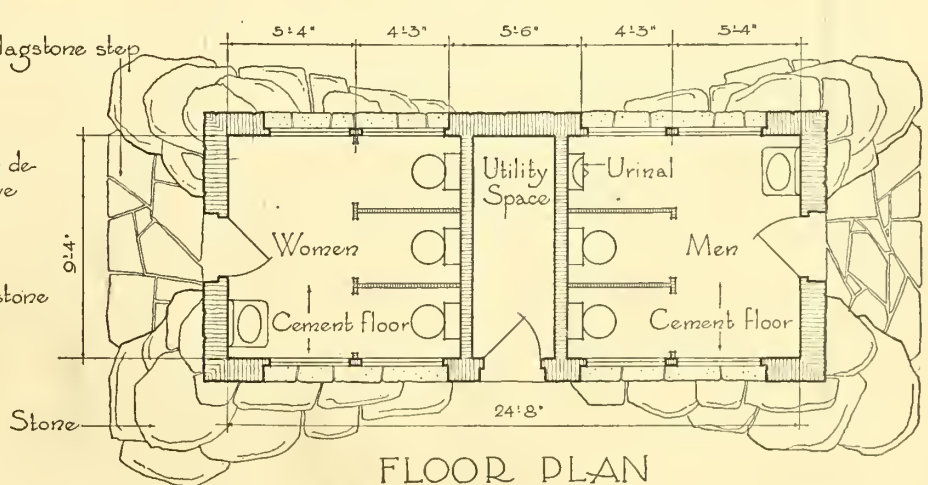 5'-4" 4'-3" 5'-6" 4'-3" 5'-4"
lagstone step
de-
ve
Utility
Space
Urinal
9'-4"
Women
Men
stone
Cement floor
Cement floor
Stone
24'-8"
FLOOR PLAN